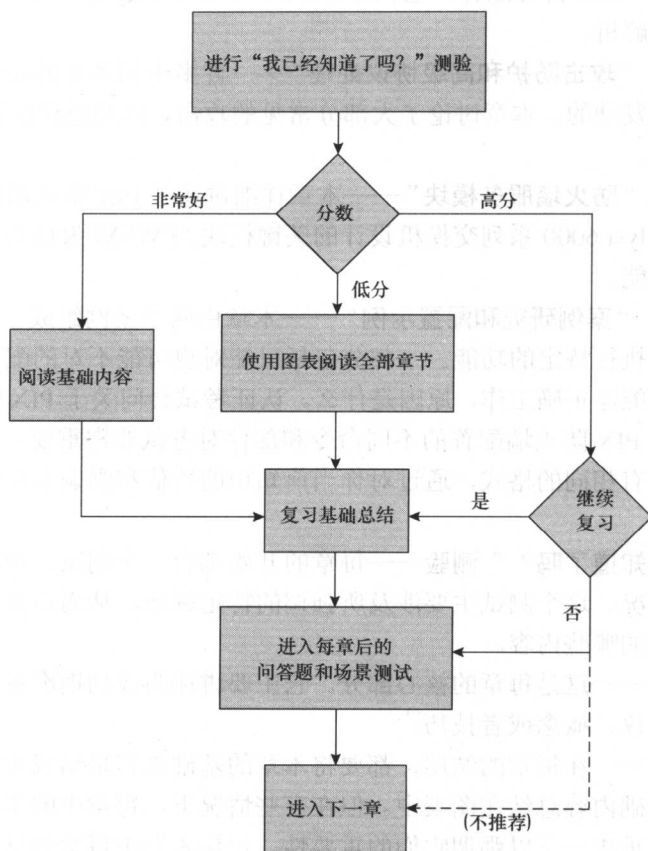 进行“我已经知道了吗？”测验
分数
非常好
高分
低分
阅读基础内容
使用图表阅读全部章节
复习基础总结
是
继续
复习
否
进入每章后的
问答题和场景测试
进入下一章
(不推荐)